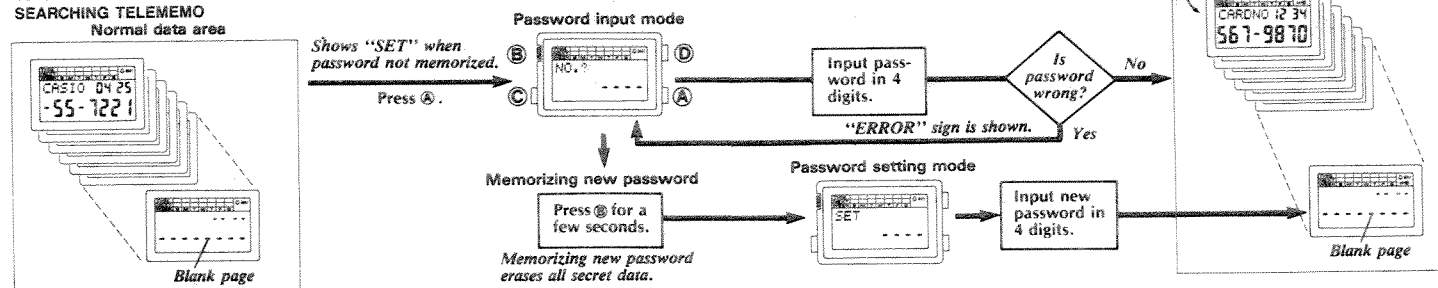 SEARCHING TELEMEMO
Normal data area
CASIO 04 25
-55-7221
Blank page
Shows "SET" when
password not memorized.
Press Ⓐ.
Password input mode
Ⓑ
Ⓓ
NO.?
- - - -
Ⓒ
Ⓐ
Input pass-
word in 4
digits.
Is
password
wrong?
No
"ERROR" sign is shown.
Yes
Memorizing new password
Press Ⓑ for a
few seconds.
Memorizing new password
erases all secret data.
Password setting mode
SET
- - - -
Input new
password in
4 digits.
CARDNO 12 34
567-9870
Blank page